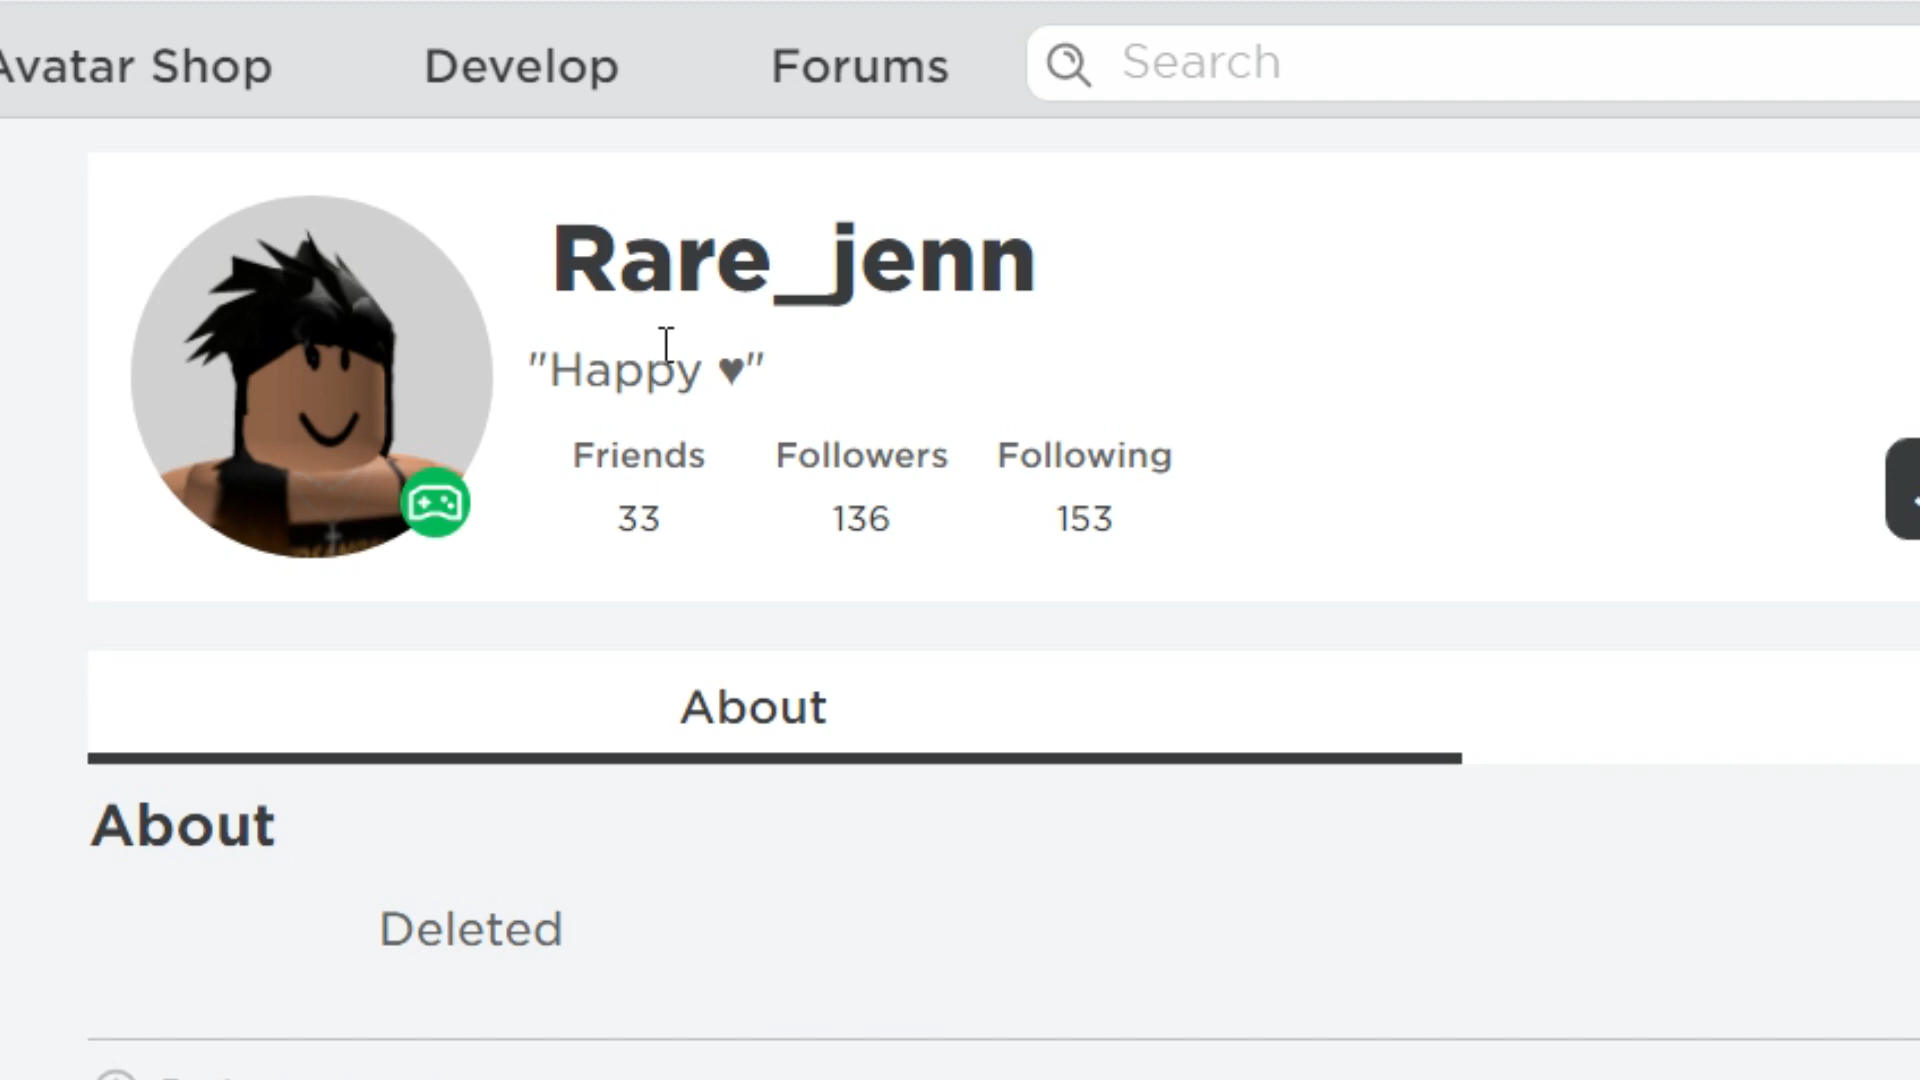 Avatar Shop Develop Forums Search
Rare_jenn
"Happy ♥"
Friends Followers Following
33 136 153
About
About
Deleted